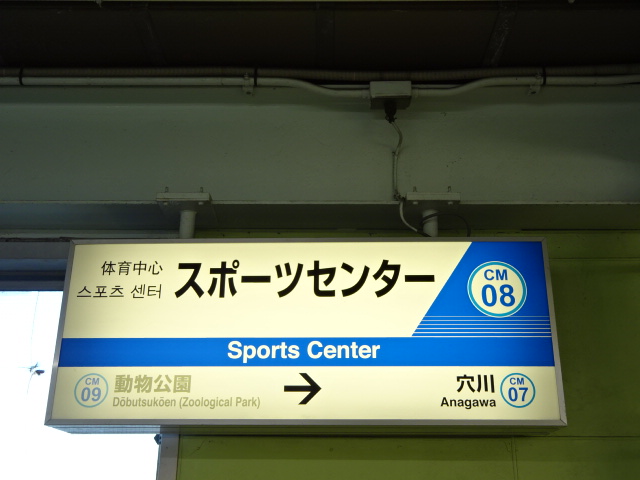 体育中心
스포츠 센터
スポーツセンター
CM
08
Sports Center
CM
09
動物公園
Dōbutsukōen (Zoological Park)
→
穴川
Anagawa
CM
07